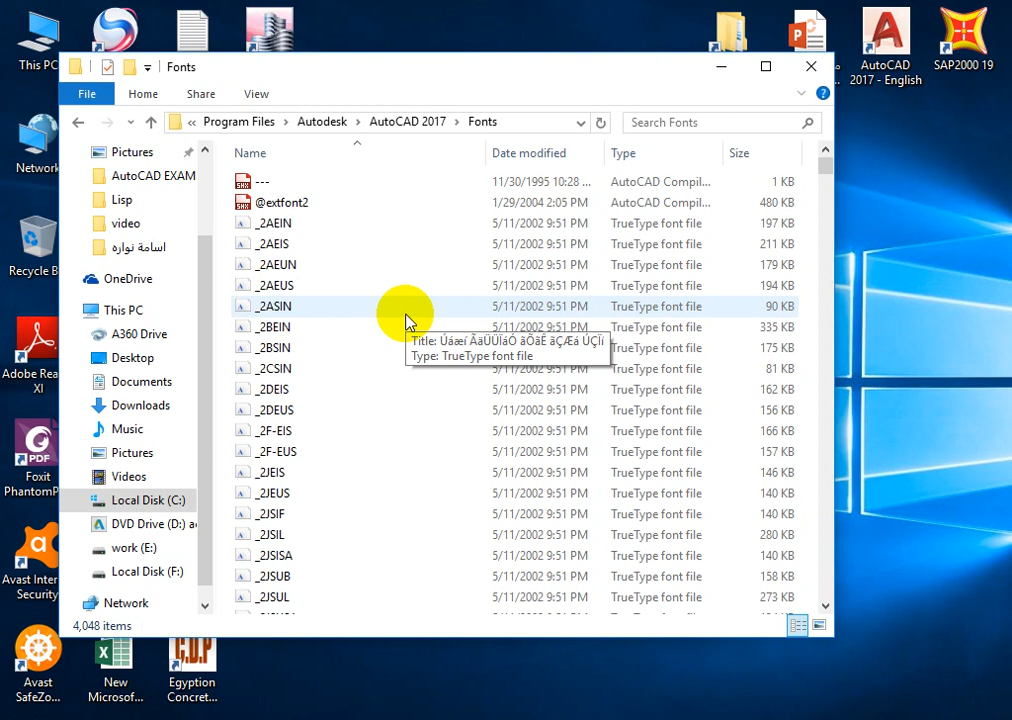 This PC
AutoCAD
2017 - English
SAP2000 19
Fonts
File
Home
Share
View
« Program Files > Autodesk > AutoCAD 2017 > Fonts
Search Fonts
Name
Date modified
Type
Size
Pictures
AutoCAD EXAM
Lisp
video
اسامة نواره
OneDrive
This PC
A360 Drive
Desktop
Documents
Downloads
Music
Pictures
Videos
Local Disk (C:)
DVD Drive (D:) a
work (E:)
Local Disk (F:)
Network
--- 11/30/1995 10:28 ... AutoCAD Compil... 1 KB
@extfont2 1/29/2004 2:05 PM AutoCAD Compil... 480 KB
_2AEIN 5/11/2002 9:51 PM TrueType font file 197 KB
_2AEIS 5/11/2002 9:51 PM TrueType font file 211 KB
_2AEUN 5/11/2002 9:51 PM TrueType font file 179 KB
_2AEUS 5/11/2002 9:51 PM TrueType font file 194 KB
_2ASIN 5/11/2002 9:51 PM TrueType font file 90 KB
_2BEIN 5/11/2002 9:51 PM TrueType font file 335 KB
Title:
Type: TrueType font file
_2BSIN TrueType font file 175 KB
_2CSIN 5/11/2002 9:51 PM TrueType font file 81 KB
_2DEIS 5/11/2002 9:51 PM TrueType font file 162 KB
_2DEUS 5/11/2002 9:51 PM TrueType font file 156 KB
_2F-EIS 5/11/2002 9:51 PM TrueType font file 166 KB
_2F-EUS 5/11/2002 9:51 PM TrueType font file 157 KB
_2JEIS 5/11/2002 9:51 PM TrueType font file 146 KB
_2JEUS 5/11/2002 9:51 PM TrueType font file 140 KB
_2JSIF 5/11/2002 9:51 PM TrueType font file 140 KB
_2JSIL 5/11/2002 9:51 PM TrueType font file 280 KB
_2JSISA 5/11/2002 9:51 PM TrueType font file 140 KB
_2JSUB 5/11/2002 9:51 PM TrueType font file 158 KB
_2JSUL 5/11/2002 9:51 PM TrueType font file 273 KB
4,048 items
Network
Recycle B
Adobe Rea
XI
PDF
Foxit
PhantomP
Avast Inter
Security
Avast
SafeZo...
New
Microsof...
C.D.P
Egyption
Concret...